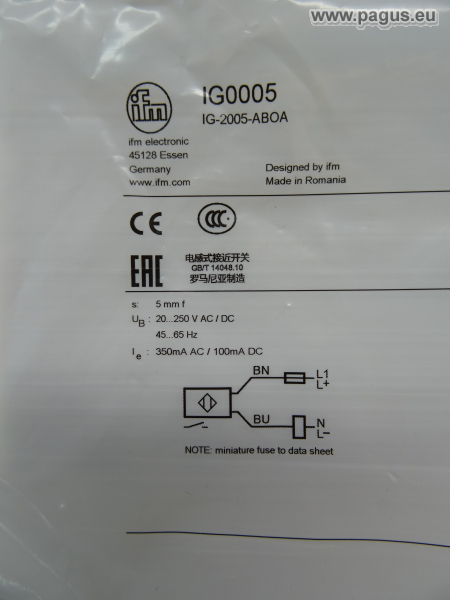 www.pagus.eu
ifm
IG0005
IG-2005-ABOA
ifm electronic
45128 Essen
Germany
www.ifm.com
Designed by ifm
Made in Romania
CE
CCC
EAC
电感式接近开关
GB/T 14048.10
罗马尼亚制造
s: 5 mm f
UB : 20...250 V AC / DC
45...65 Hz
Ie : 350mA AC / 100mA DC
BN L1
L+
BU N
L-
NOTE: miniature fuse to data sheet